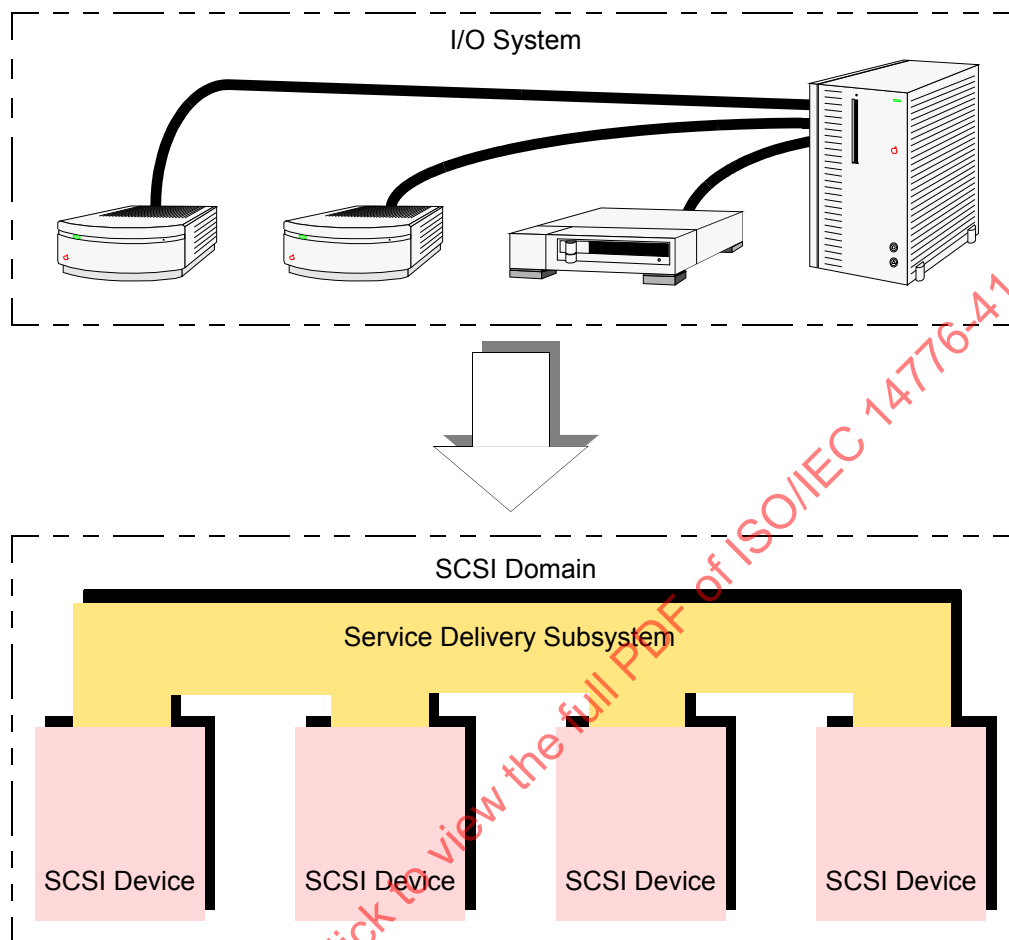 I/O System
SCSI Domain
Service Delivery Subsystem
SCSI Device
SCSI Device
SCSI Device
SCSI Device
click to view the full PDF of ISO/IEC 14776-41